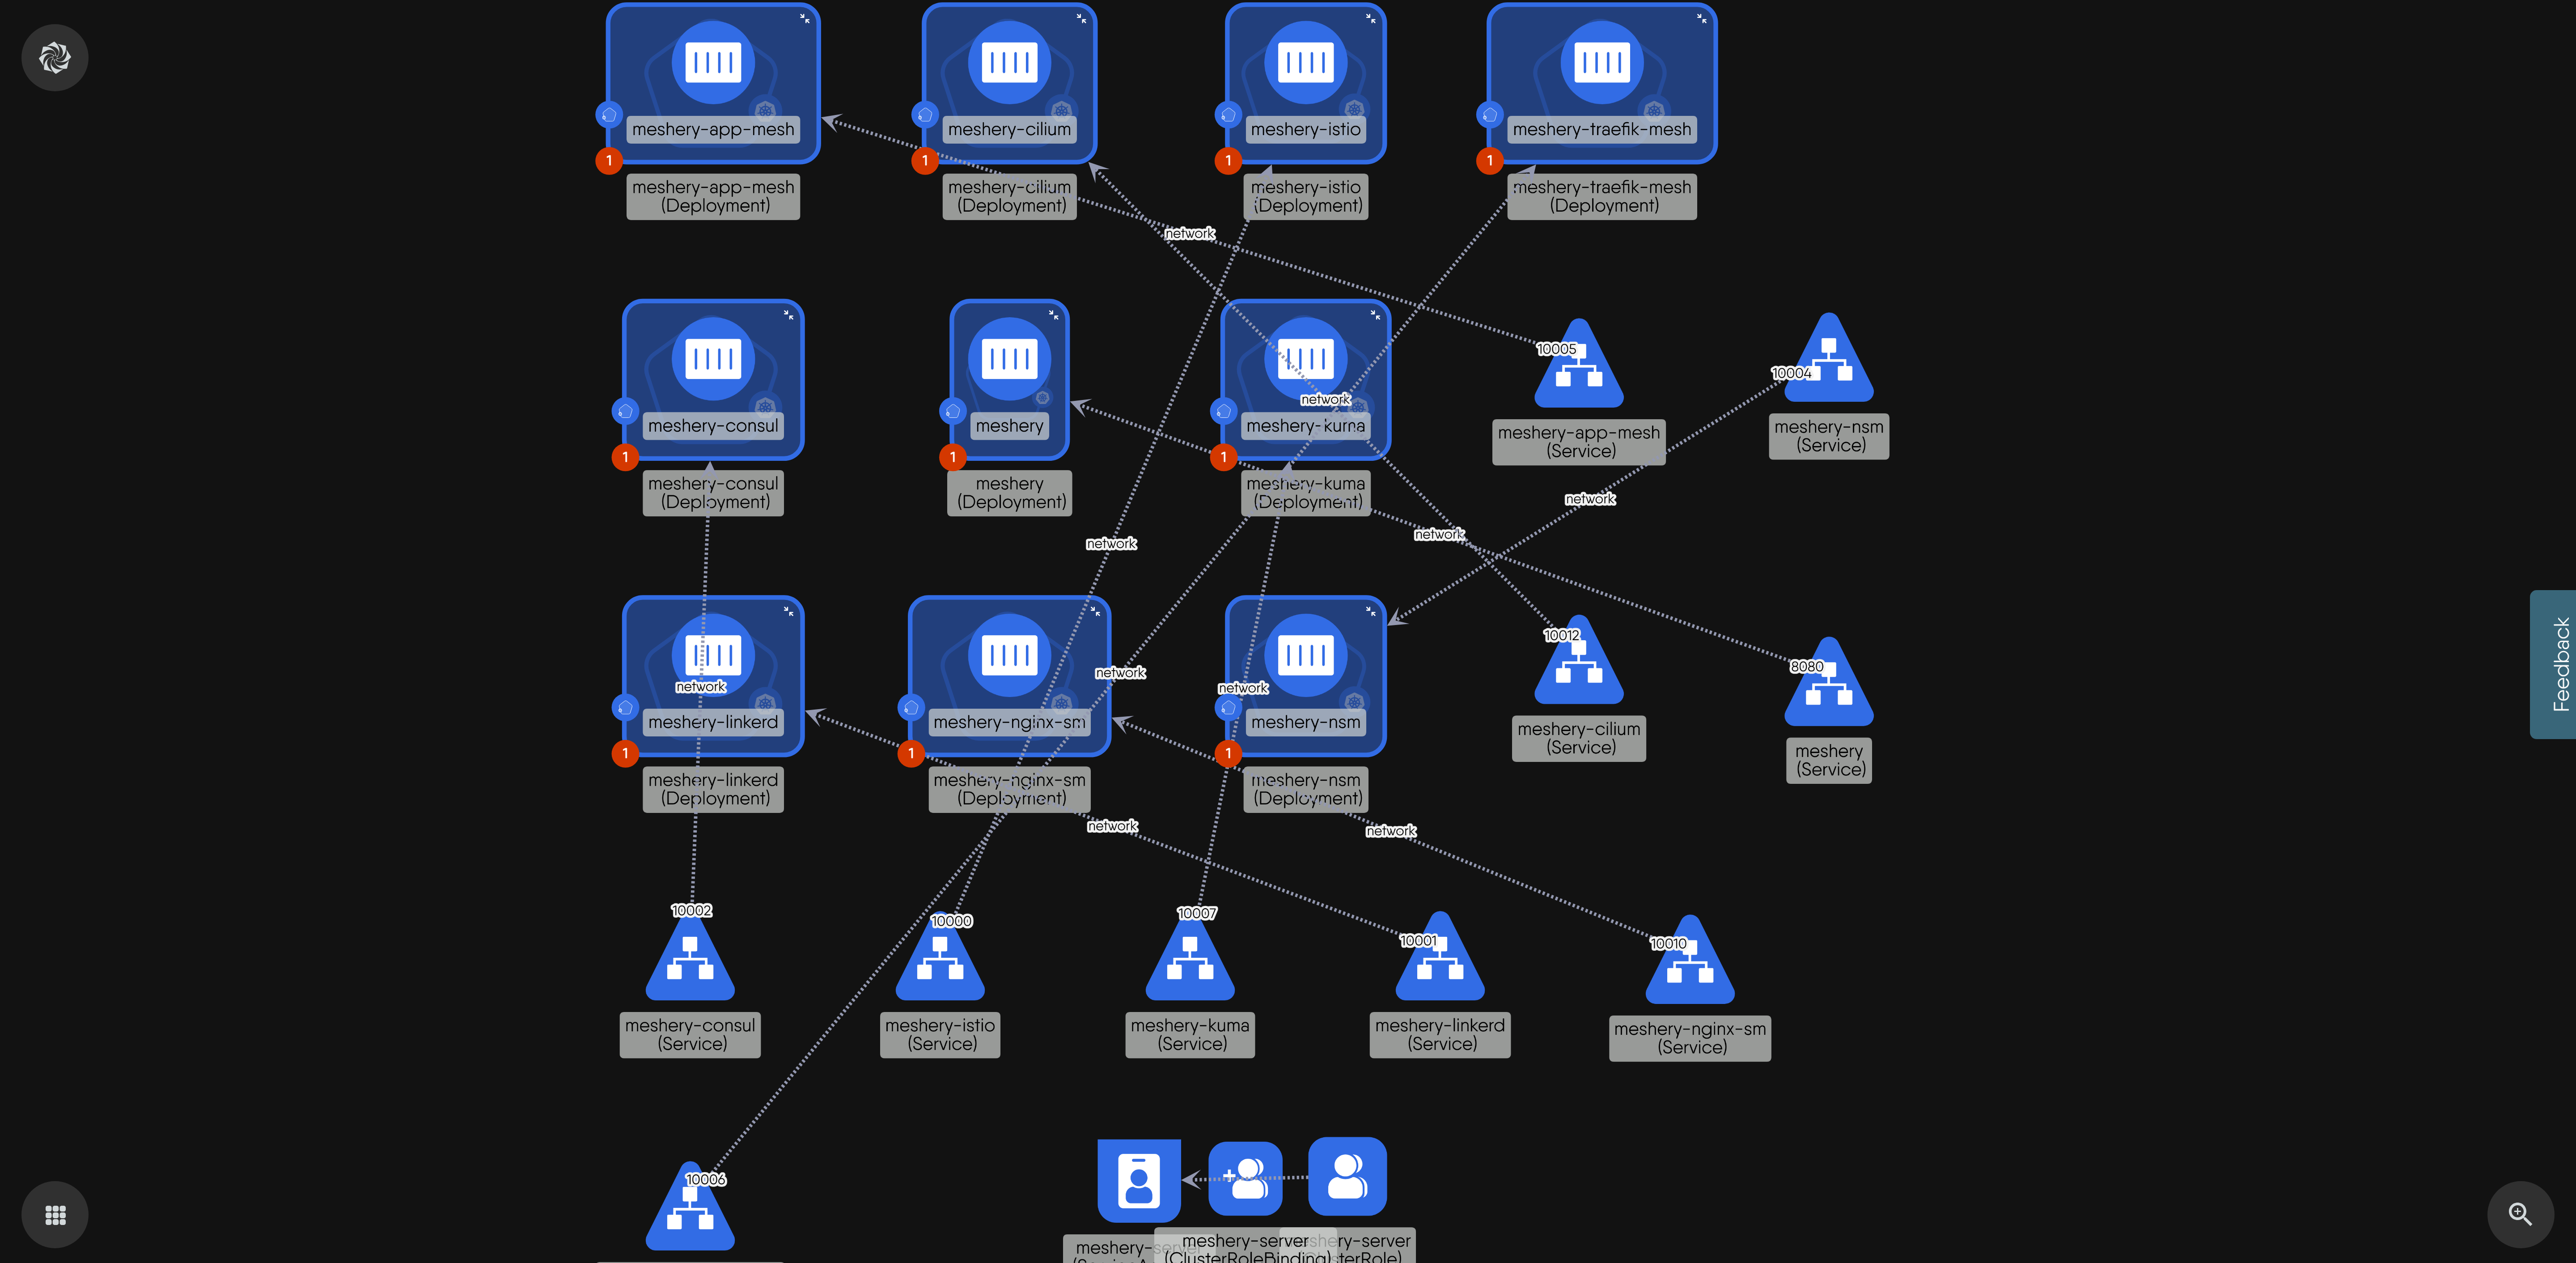 meshery-app-mesh
1
meshery-app-mesh
(Deployment)
meshery-cilium
1
meshery-cilium
(Deployment)
meshery-istio
1
meshery-istio
(Deployment)
meshery-traefik-mesh
1
meshery-traefik-mesh
(Deployment)
network
meshery-consul
1
meshery-consul
(Deployment)
meshery
1
meshery
(Deployment)
network
meshery-kuma
1
meshery-kuma
(Deployment)
10005
meshery-app-mesh
(Service)
10004
meshery-nsm
(Service)
network
network
network
network
network
network
meshery-linkerd
1
meshery-linkerd
(Deployment)
meshery-nginx-sm
1
meshery-nginx-sm
(Deployment)
network
meshery-nsm
1
meshery-nsm
(Deployment)
10012
meshery-cilium
(Service)
8080
meshery
(Service)
Feedback
network
network
10002
meshery-consul
(Service)
10000
meshery-istio
(Service)
10007
meshery-kuma
(Service)
10001
meshery-linkerd
(Service)
10010
meshery-nginx-sm
(Service)
10006
meshery-server
meshery-server
(ClusterRoleBinding)